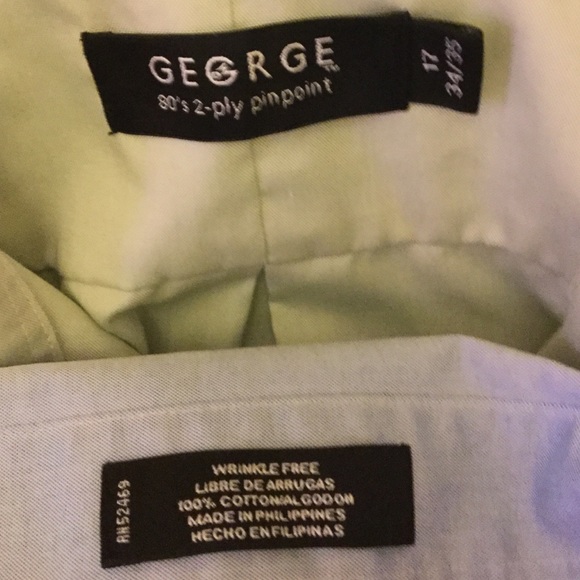 GEORGE™
80's 2-ply pinpoint
17
34/35
RN52469
WRINKLE FREE
LIBRE DE ARRUGAS
100% COTTON/ALGODON
MADE IN PHILIPPINES
HECHO EN FILIPINAS